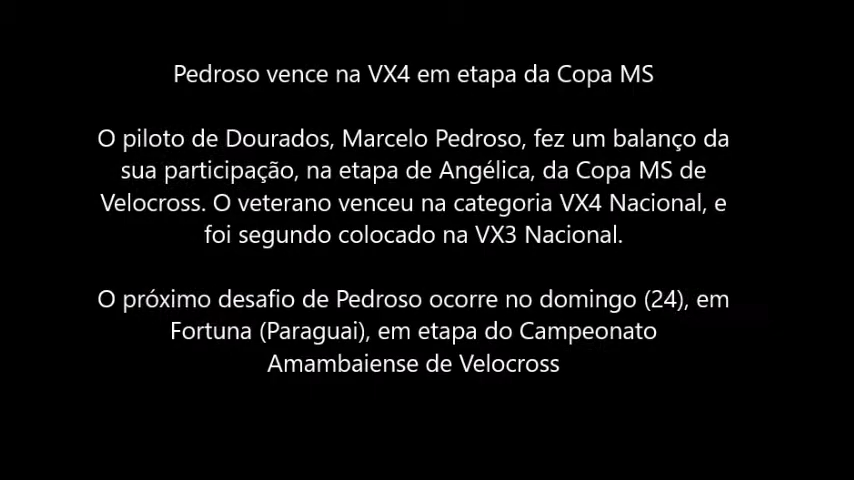 Pedroso vence na VX4 em etapa da Copa MS
O piloto de Dourados, Marcelo Pedroso, fez um balanço da
sua participação, na etapa de Angélica, da Copa MS de
Velocross. O veterano venceu na categoria VX4 Nacional, e
foi segundo colocado na VX3 Nacional.
O próximo desafio de Pedroso ocorre no domingo (24), em
Fortuna (Paraguai), em etapa do Campeonato
Amambaiense de Velocross